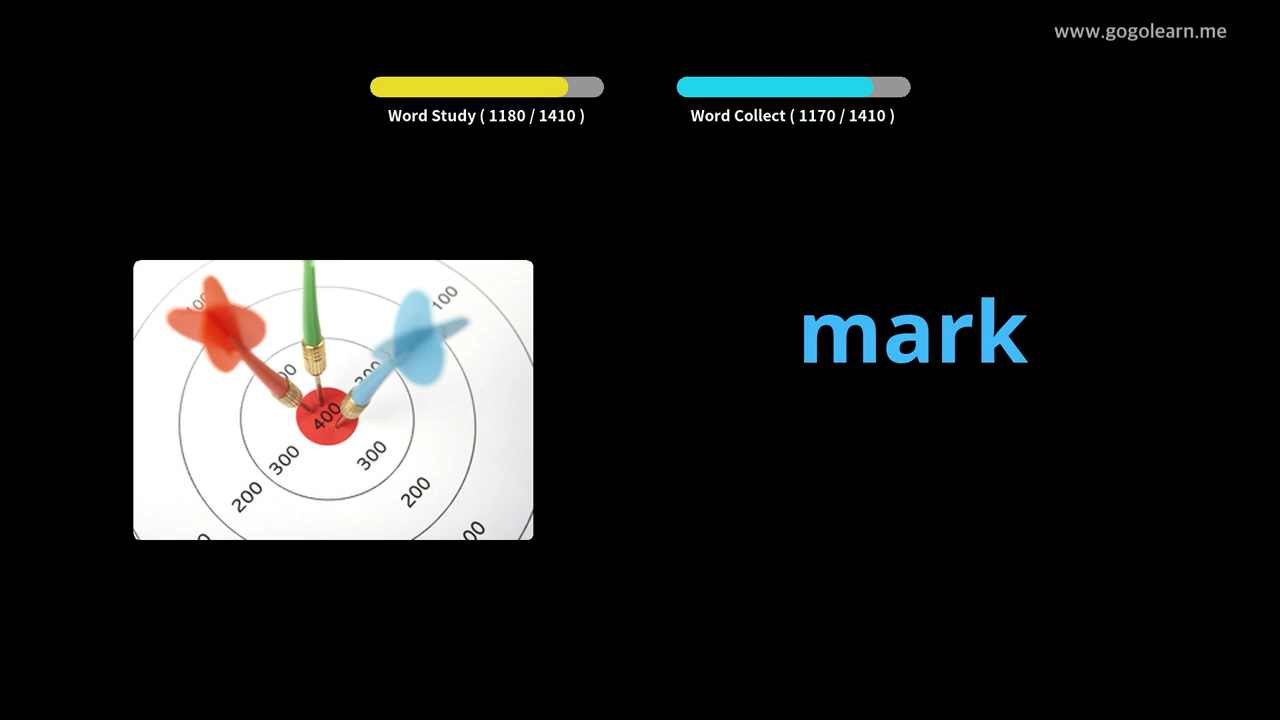 www.gogolearn.me
Word Study ( 1180 / 1410 )
Word Collect ( 1170 / 1410 )
mark
100
100
200
400
300
300
200
200